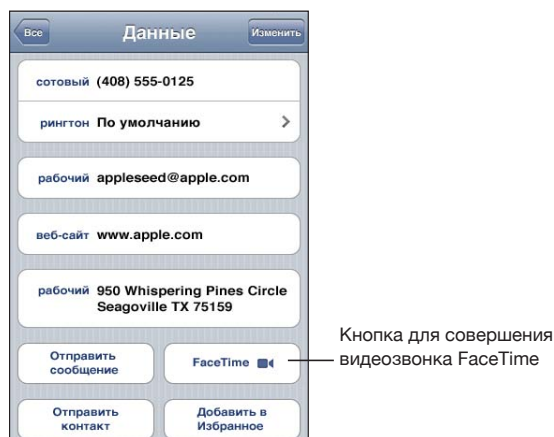 Все Данные Изменить
сотовый (408) 555-0125
рингтон По умолчанию
рабочий appleseed@apple.com
веб-сайт www.apple.com
рабочий 950 Whispering Pines Circle
Seagoville TX 75159
Отправить
сообщение
FaceTime
Кнопка для совершения
видеозвонка FaceTime
Отправить
контакт
Добавить в
Избранное